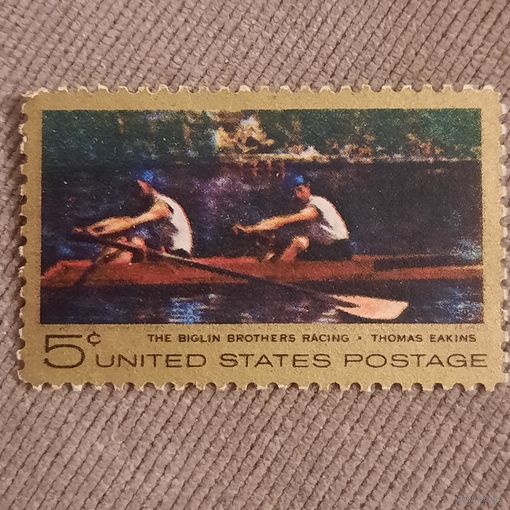 5¢ THE BIGLIN BROTHERS RACING • THOMAS EAKINS
UNITED STATES POSTAGE